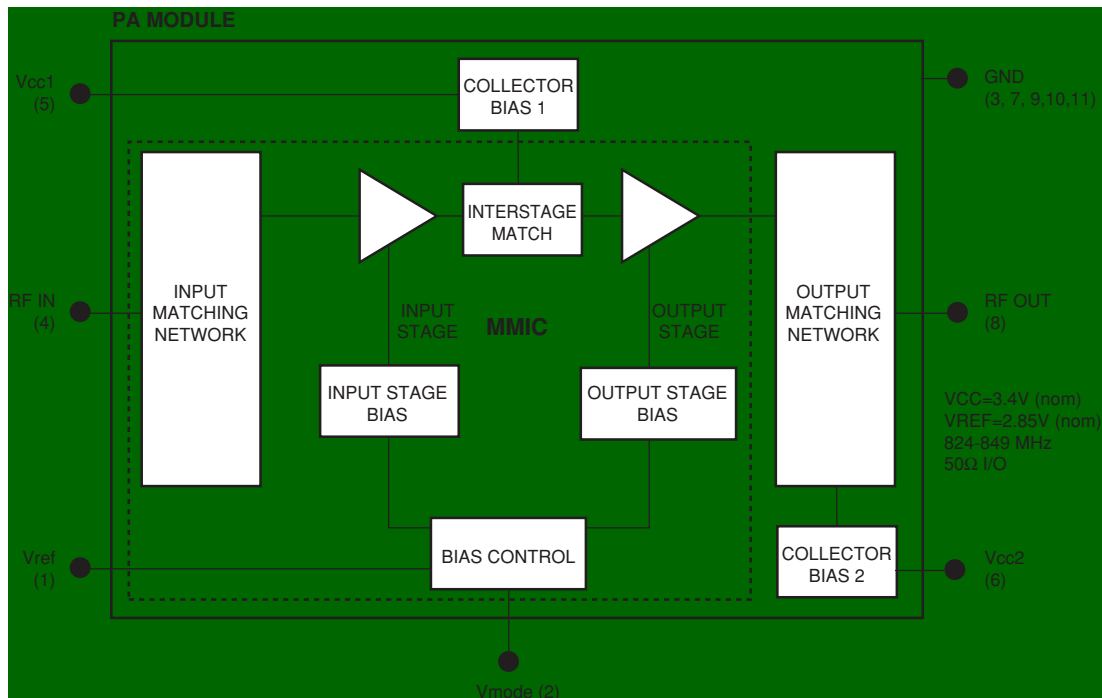 PA MODULE
Vcc1
(5)
COLLECTOR
BIAS 1
GND
(3, 7, 9,10,11)
INTERSTAGE
MATCH
RF IN
(4)
INPUT
MATCHING
NETWORK
INPUT
STAGE
MMIC
OUTPUT
STAGE
OUTPUT
MATCHING
NETWORK
RF OUT
(8)
INPUT STAGE
BIAS
OUTPUT STAGE
BIAS
VCC=3.4V (nom)
VREF=2.85V (nom)
824-849 MHz
50Ω I/O
Vref
(1)
BIAS CONTROL
COLLECTOR
BIAS 2
Vcc2
(6)
Vmode (2)